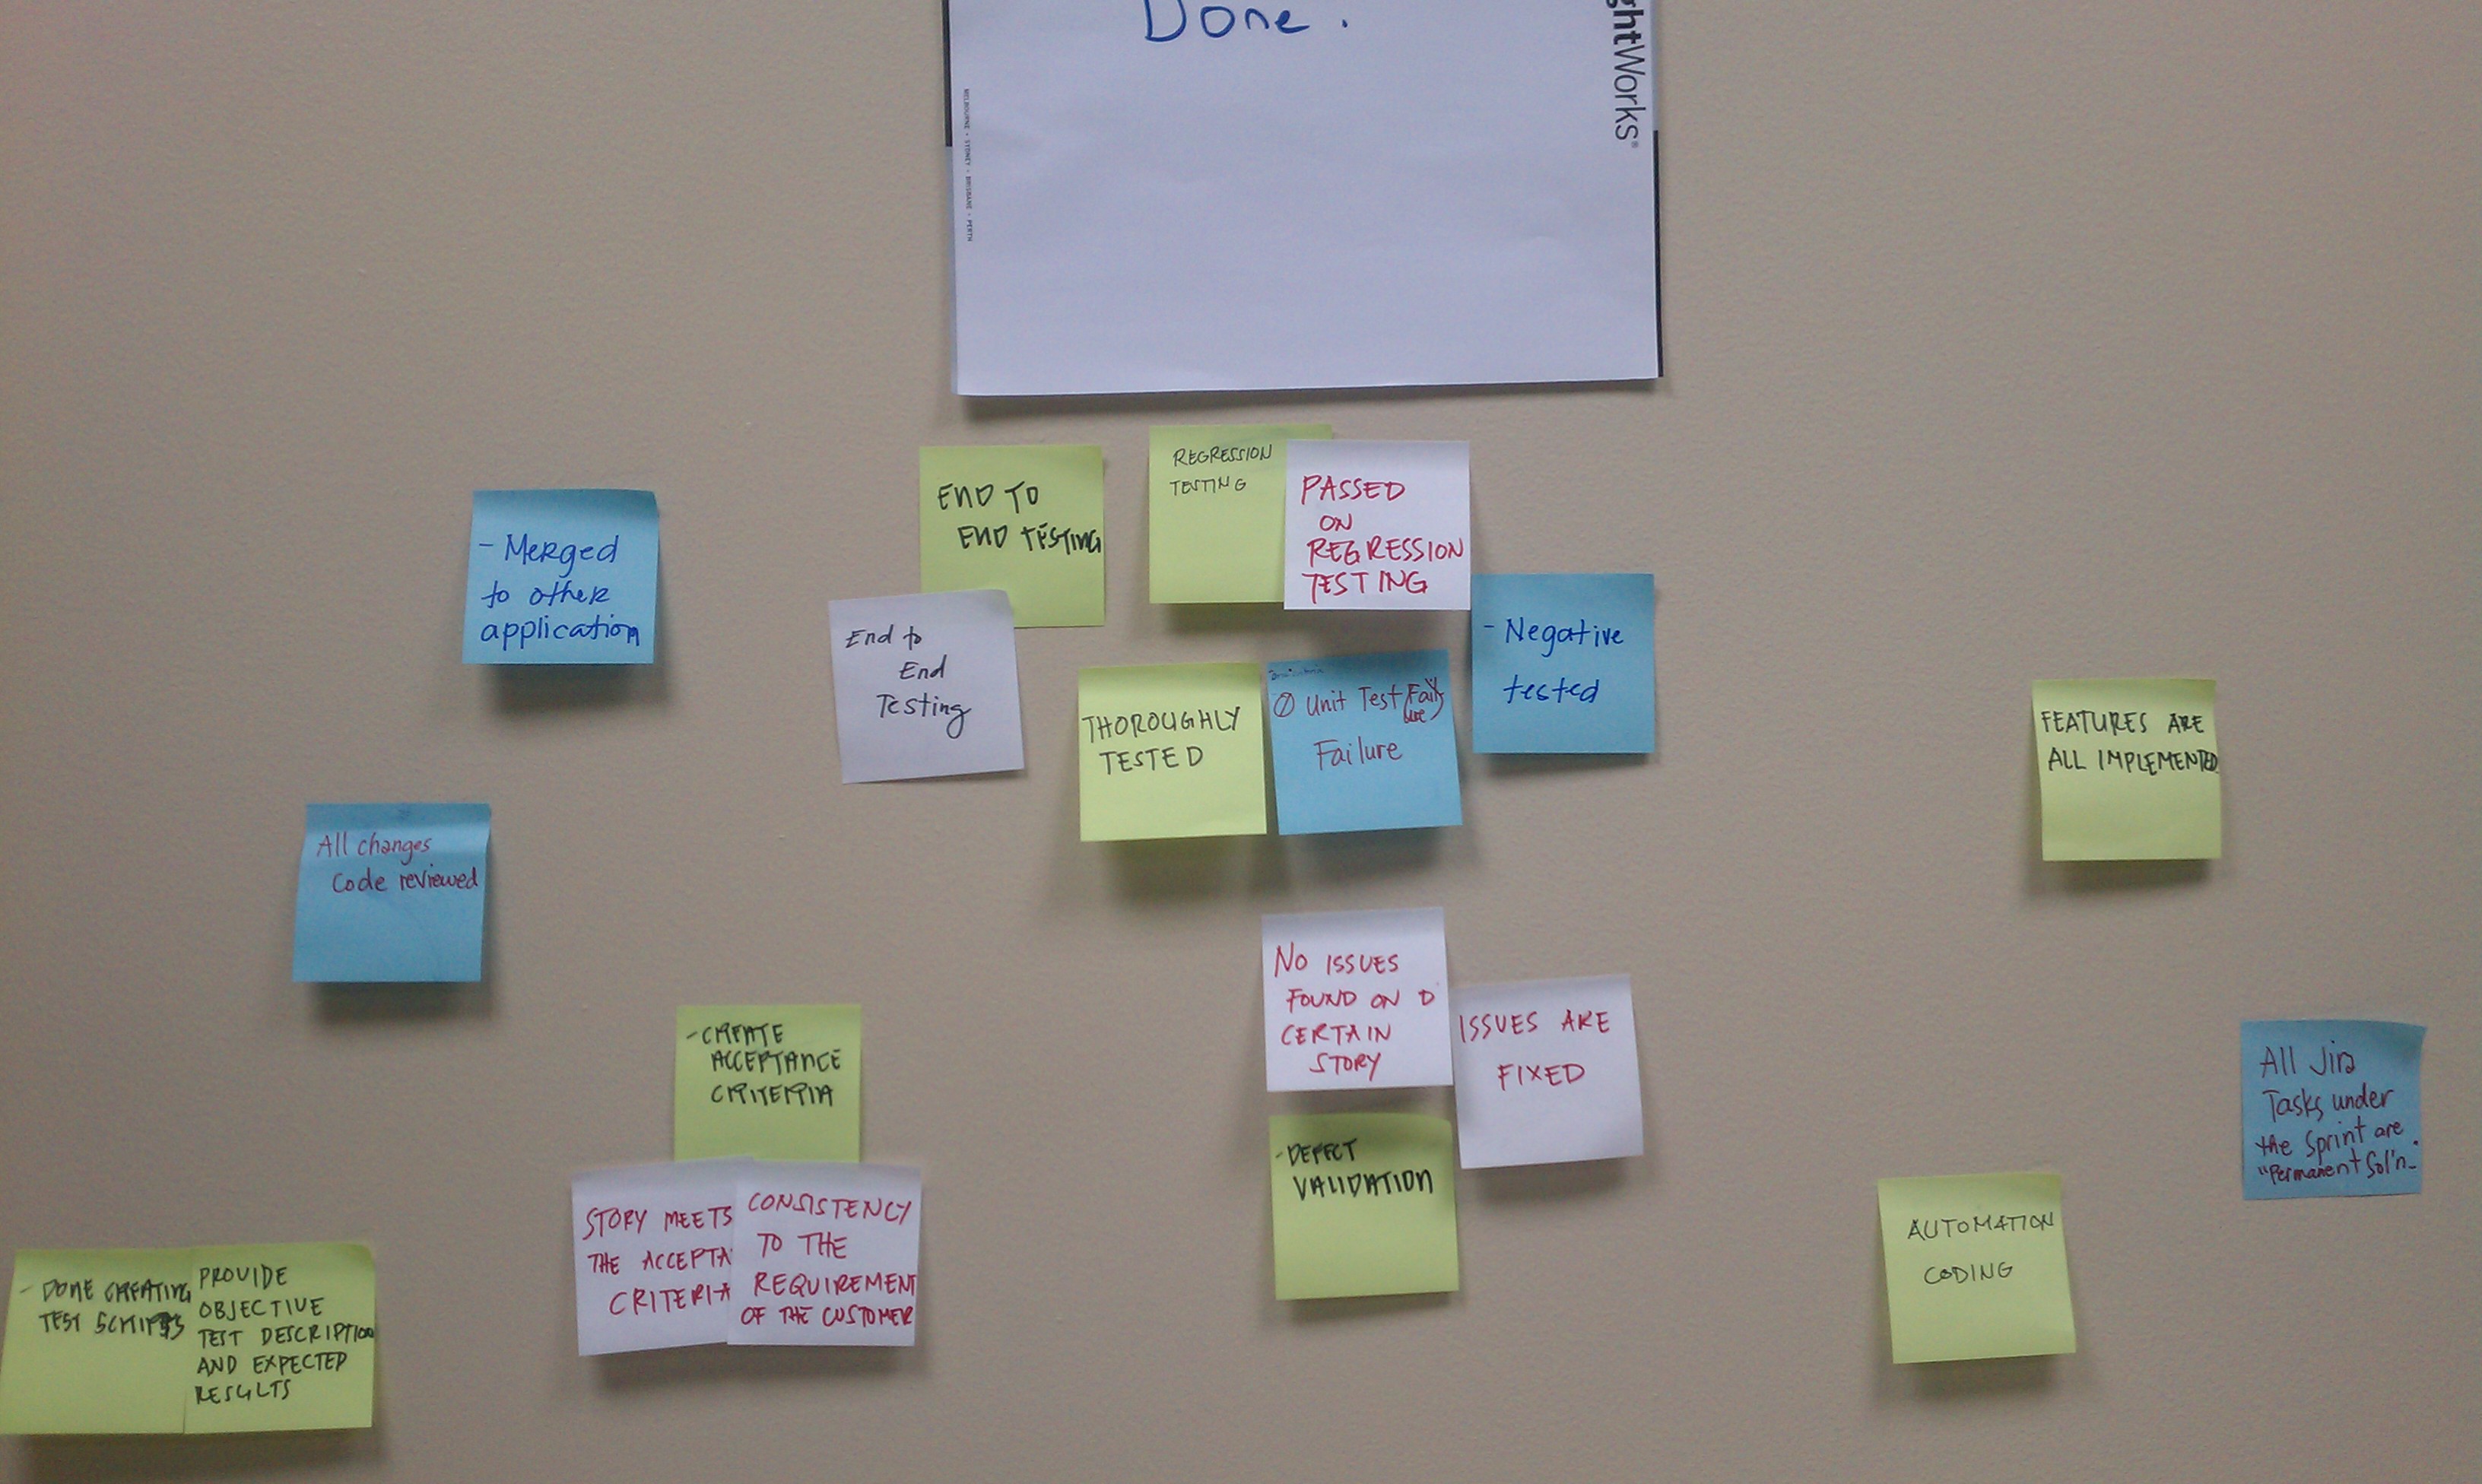 Done.
ghtWorks®
MELBOURNE • SYDNEY • BRISBANE • PERTH
END TO
END TESTING
REGRESSION
TESTING
PASSED
ON
REGRESSION
TESTING
- Merged
to other
application
End to
End
Testing
- Negative
tested
THOROUGHLY
TESTED
0 Unit Test (Fail
ure)
Failure
FEATURES ARE
ALL IMPLEMENTED
All changes
Code reviewed
NO ISSUES
FOUND ON D
CERTAIN
STORY
ISSUES ARE
FIXED
- CREATE
ACCEPTANCE
CRITERIA
All Jira
Tasks under
the Sprint are
"Permanent Sol'n
- DEFECT
VALIDATION
STORY MEETS
THE ACCEPTA
CRITERIA
CONSISTENCY
TO THE
REQUIREMENT
OF THE CUSTOMER
AUTOMATION
CODING
- DONE CREATING
TEST SCRIPTS
PROVIDE
OBJECTIVE
TEST DESCRIPTION
AND EXPECTED
RESULTS